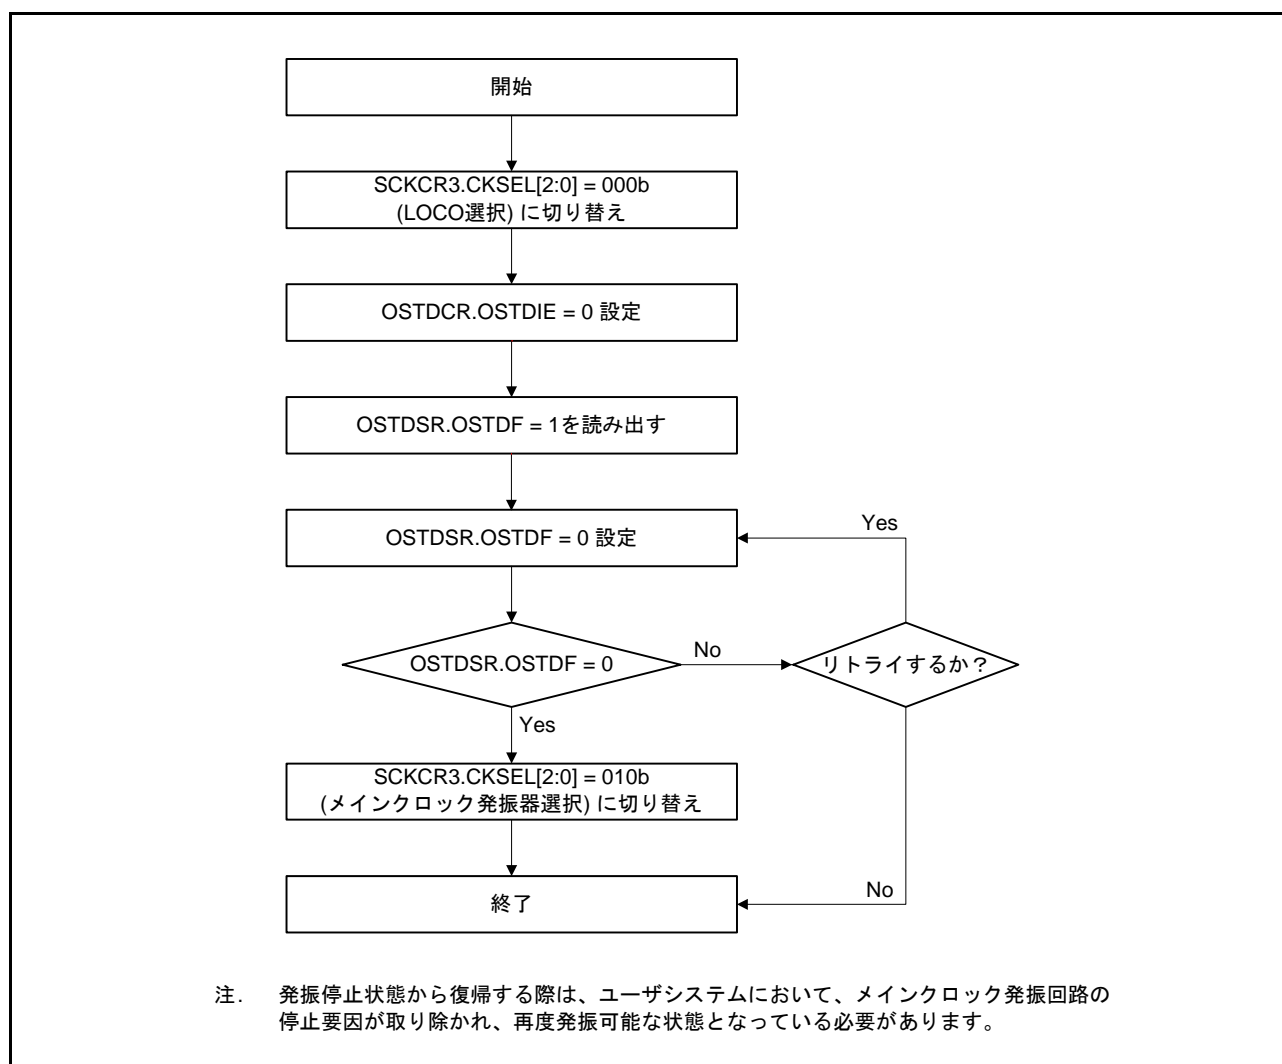 開始
SCKCR3.CKSEL[2:0] = 000b
(LOCO選択) に切り替え
OSTDCR.OSTDIE = 0 設定
OSTDSR.OSTDF = 1を読み出す
OSTDSR.OSTDF = 0 設定
Yes
OSTDSR.OSTDF = 0
No
リトライするか？
Yes
SCKCR3.CKSEL[2:0] = 010b
(メインクロック発振器選択) に切り替え
No
終了
注． 発振停止状態から復帰する際は、ユーザシステムにおいて、メインクロック発振回路の
停止要因が取り除かれ、再度発振可能な状態となっている必要があります。